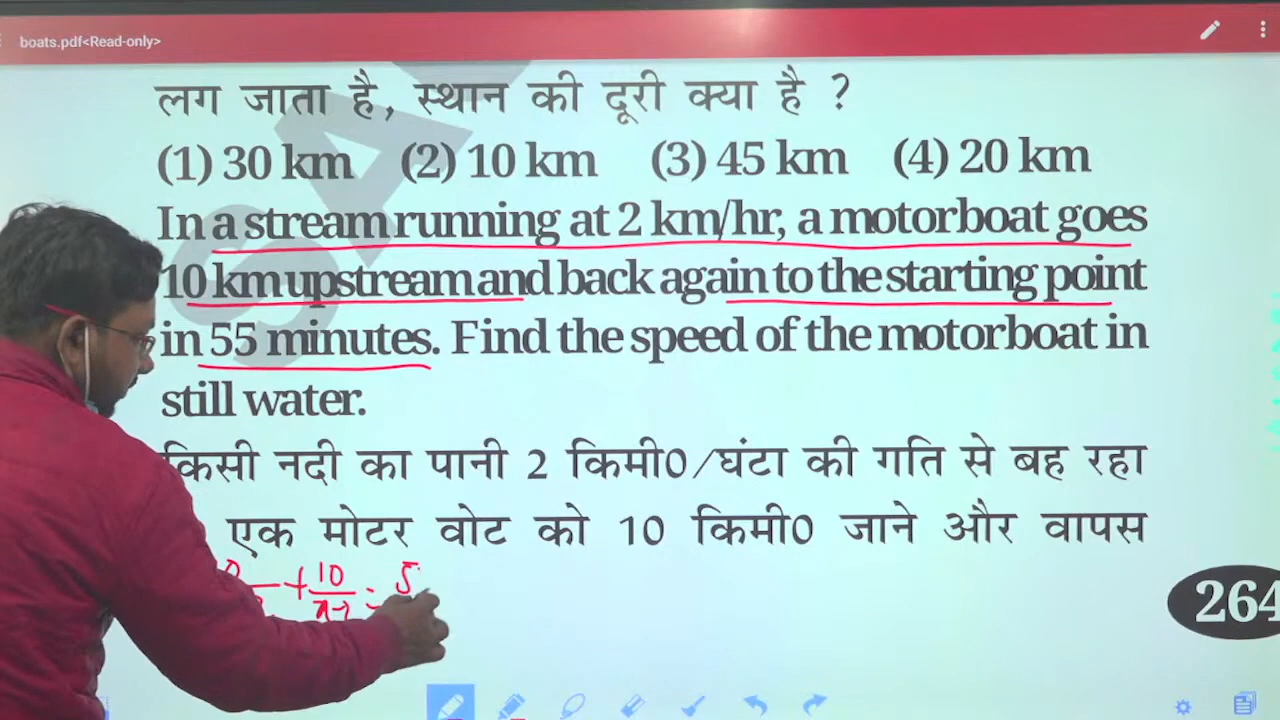 boats.pdf<Read-only>
लग जाता है, स्थान की दूरी क्या है ?
(1) 30 km (2) 10 km (3) 45 km (4) 20 km
In a stream running at 2 km/hr, a motorboat goes
10 km upstream and back again to the starting point
in 55 minutes. Find the speed of the motorboat in
still water.
किसी नदी का पानी 2 किमी0/घंटा की गति से बह रहा
एक मोटर वोट को 10 किमी0 जाने और वापस
+ 10 = 5
264